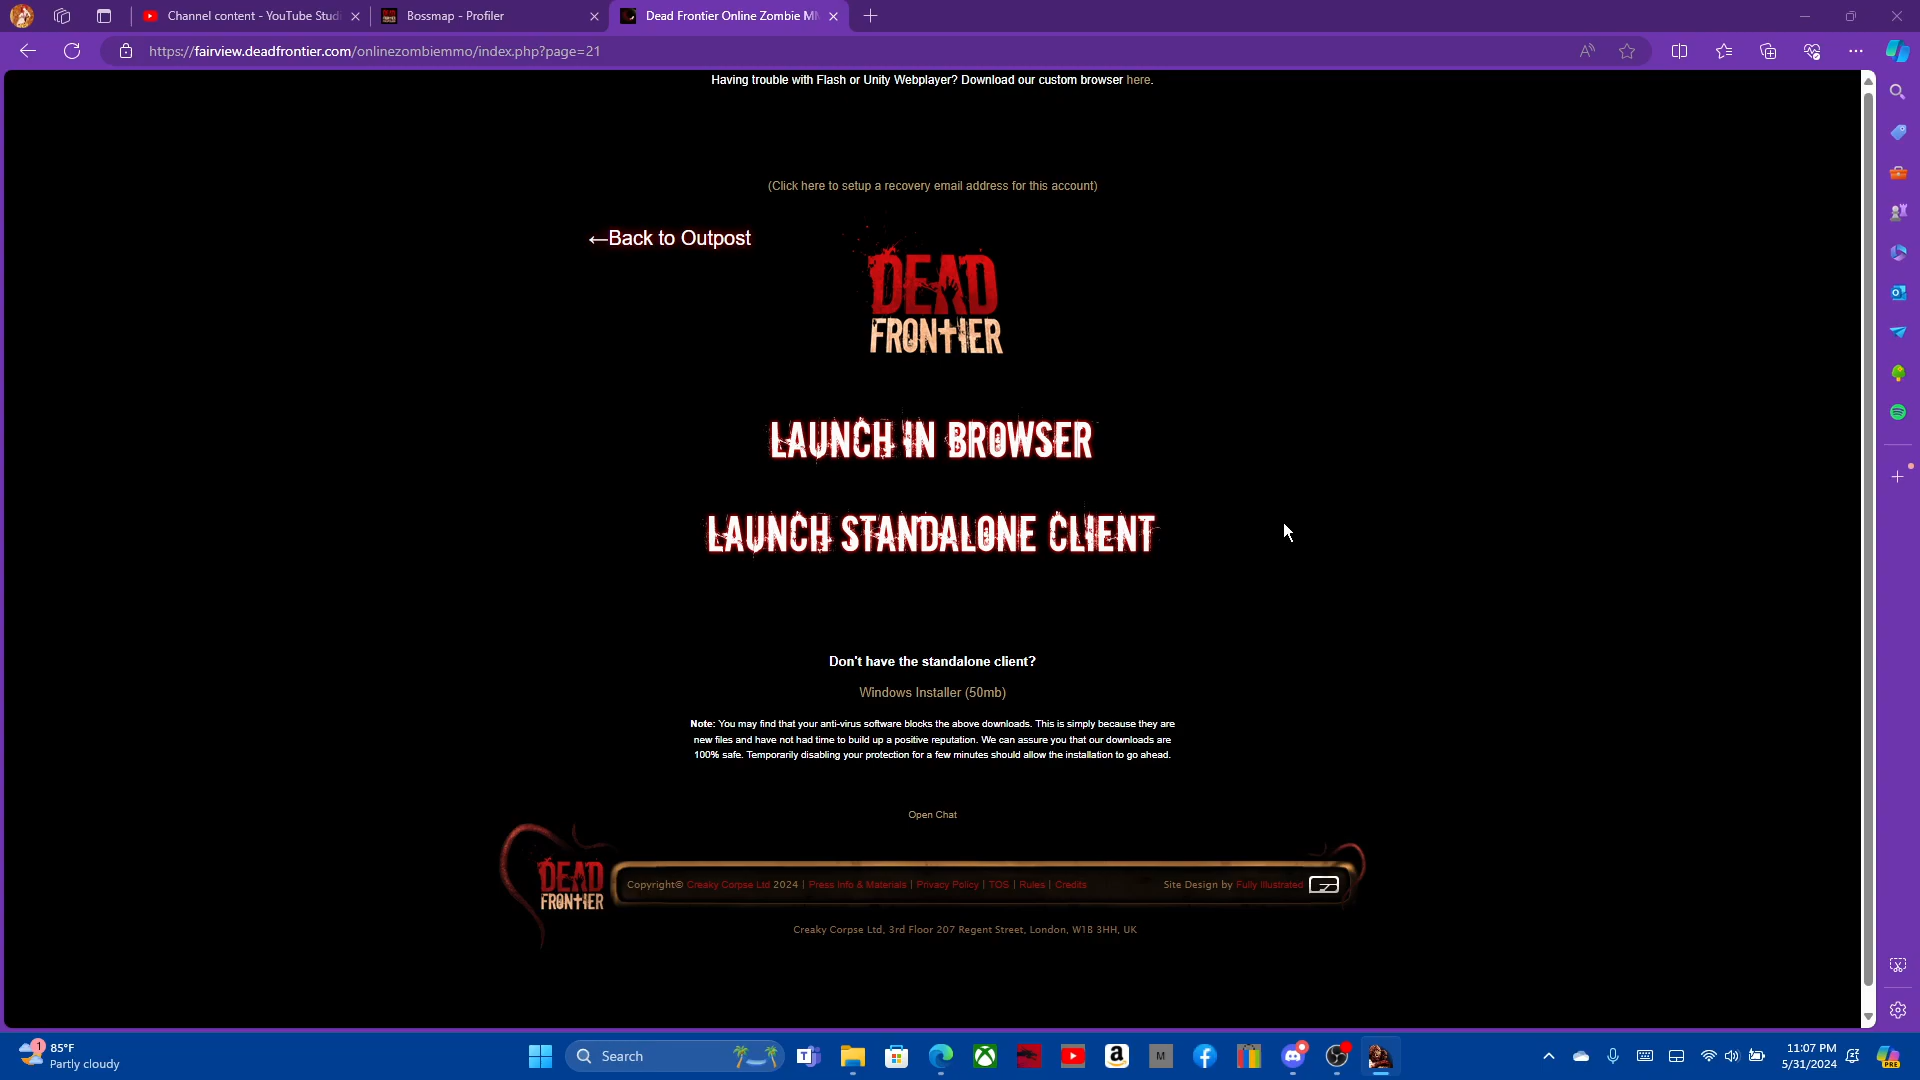 Channel content - YouTube Studi
Bossmap - Profiler
Dead Frontier Online Zombie MM
https://fairview.deadfrontier.com/onlinezombiemmo/index.php?page=21
Having trouble with Flash or Unity Webplayer? Download our custom browser here.
(Click here to setup a recovery email address for this account)
←Back to Outpost
DEAD
FRONTIER
LAUNCH IN BROWSER
LAUNCH STANDALONE CLIENT
Don't have the standalone client?
Windows Installer (50mb)
Note: You may find that your anti-virus software blocks the above downloads. This is simply because they are
new files and have not had time to build up a positive reputation. We can assure you that our downloads are
100% safe. Temporarily disabling your protection for a few minutes should allow the installation to go ahead.
Open Chat
DEAD
FRONTIER
Copyright© Creaky Corpse Ltd 2024 | Press Info & Materials | Privacy Policy | TOS | Rules | Credits
Site Design by Fully Illustrated
Creaky Corpse Ltd, 3rd Floor 207 Regent Street, London, W1B 3HH, UK
1
85°F
Partly cloudy
Search
M
11:07 PM
5/31/2024
PRE